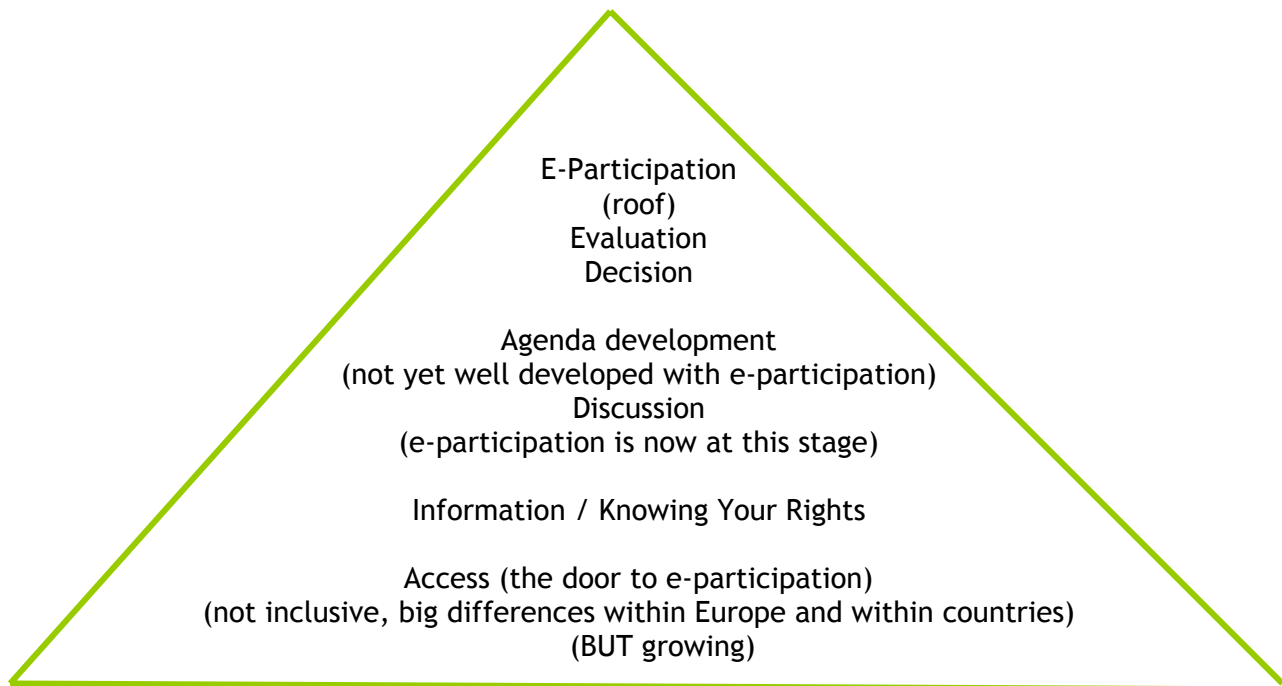 E-Participation
(roof)
Evaluation
Decision
Agenda development
(not yet well developed with e-participation)
Discussion
(e-participation is now at this stage)
Information / Knowing Your Rights
Access (the door to e-participation)
(not inclusive, big differences within Europe and within countries)
(BUT growing)